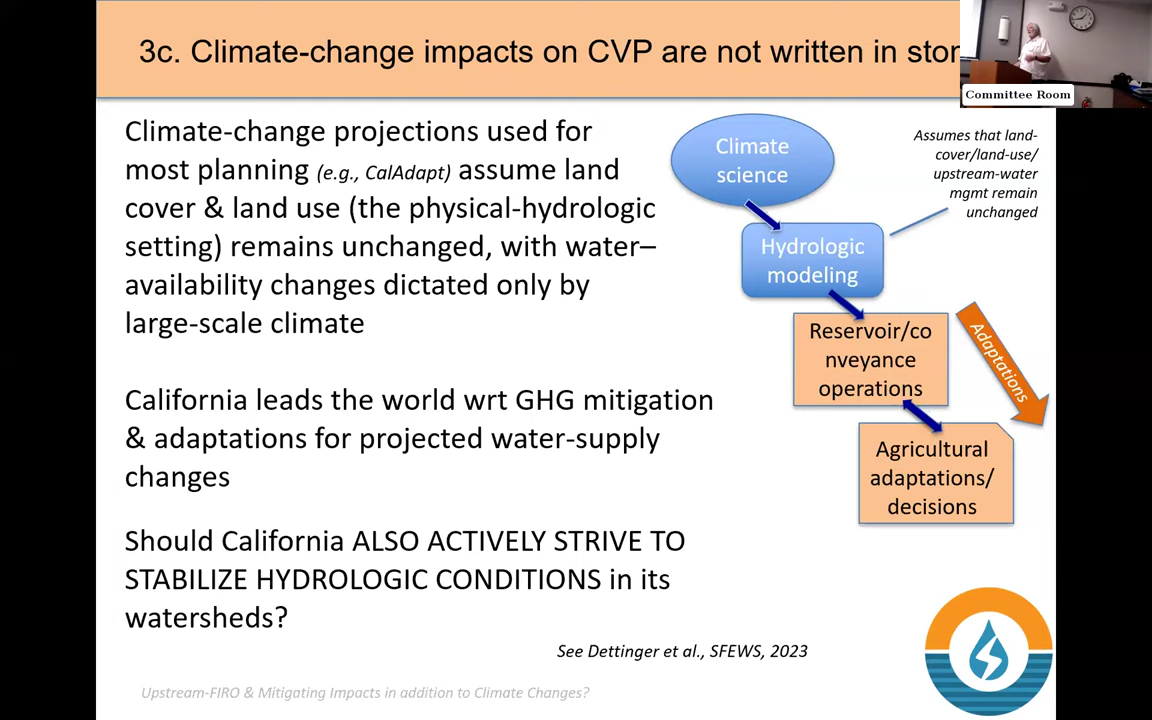 3c. Climate-change impacts on CVP are not written in
Committee Room
Climate-change projections used for
most planning (e.g., CalAdapt) assume land
cover & land use (the physical-hydrologic
setting) remains unchanged, with water–
availability changes dictated only by
large-scale climate
California leads the world wrt GHG mitigation
& adaptations for projected water-supply
changes
Should California ALSO ACTIVELY STRIVE TO
STABILIZE HYDROLOGIC CONDITIONS in its
watersheds?
See Dettinger et al., SFEWS, 2023
Climate
science
Assumes that land-
cover/land-use/
upstream-water
mgmt remain
unchanged
Hydrologic
modeling
Reservoir/co
nveyance
operations
Adaptations
Agricultural
adaptations/
decisions
Upstream-FIRO & Mitigating Impacts in addition to Climate Changes?